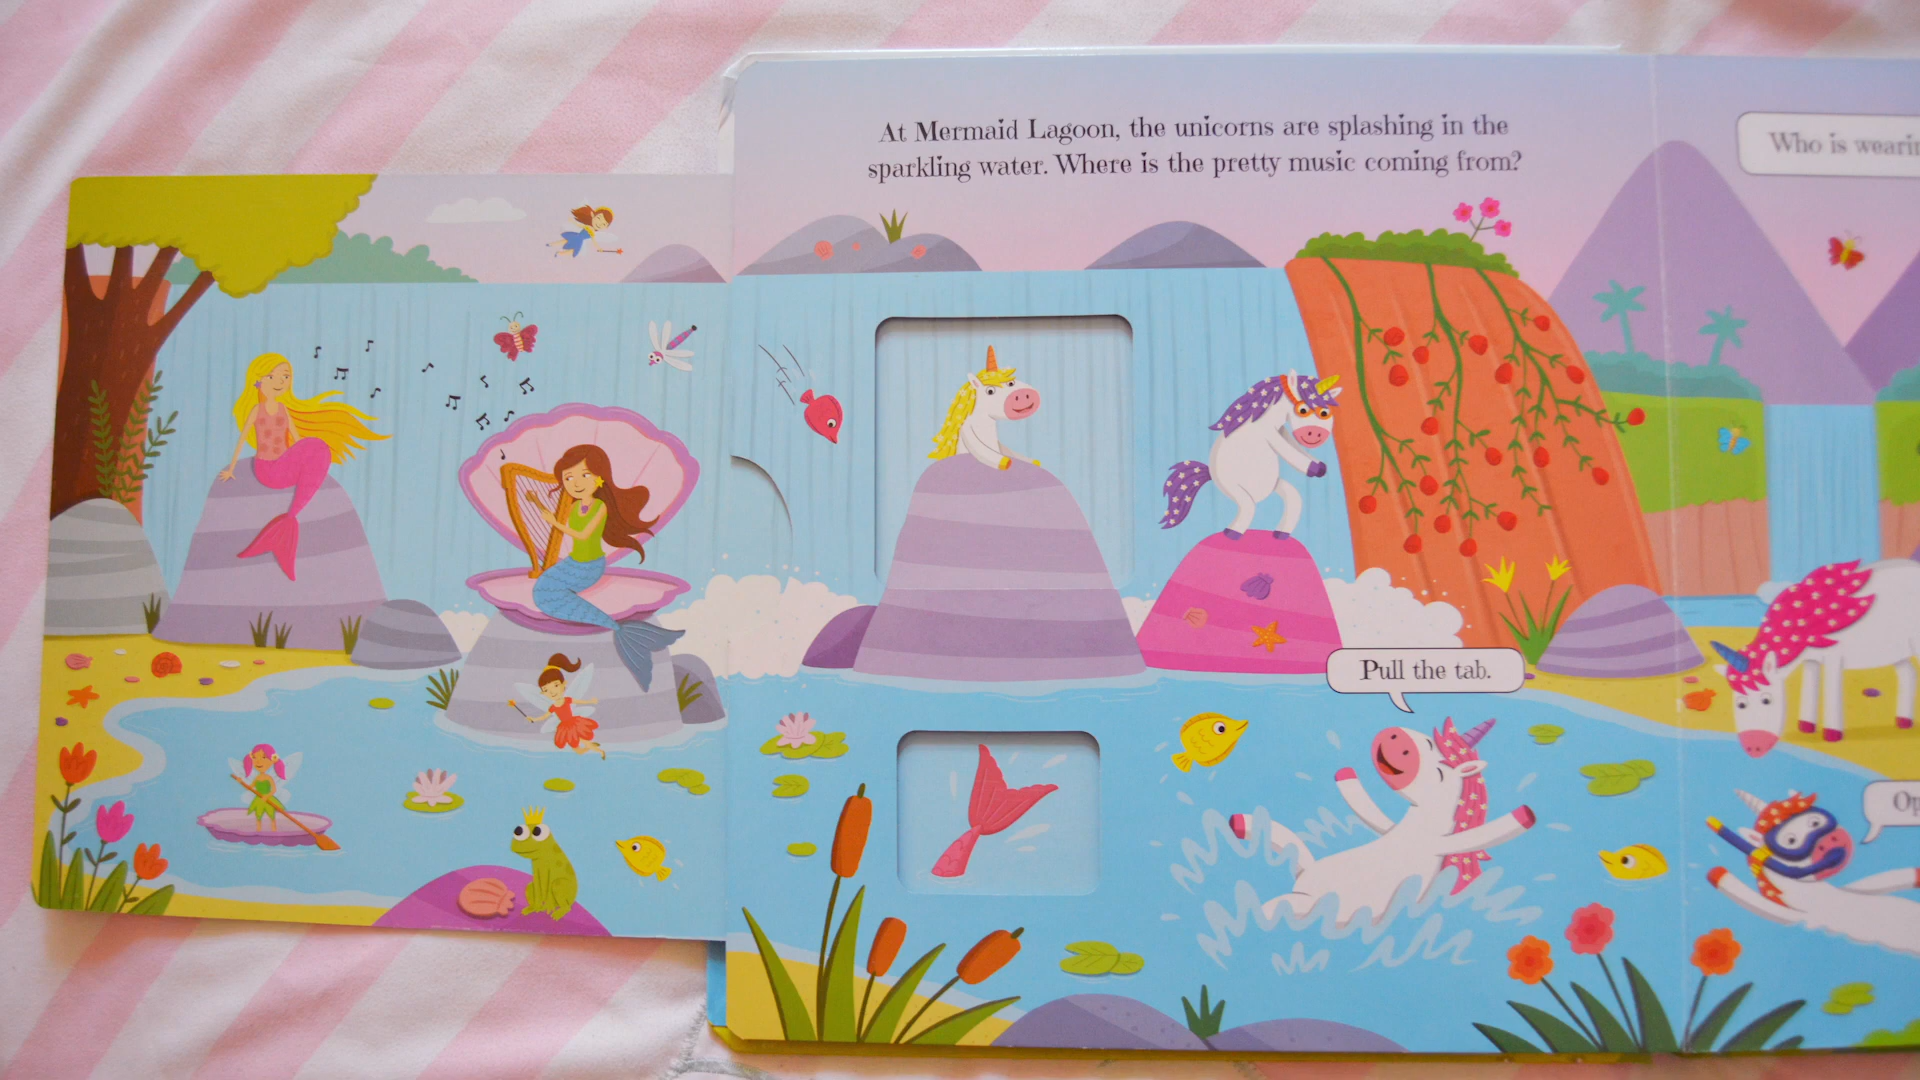 At Mermaid Lagoon, the unicorns are splashing in the
sparkling water. Where is the pretty music coming from?
Who is
Pull the tab.